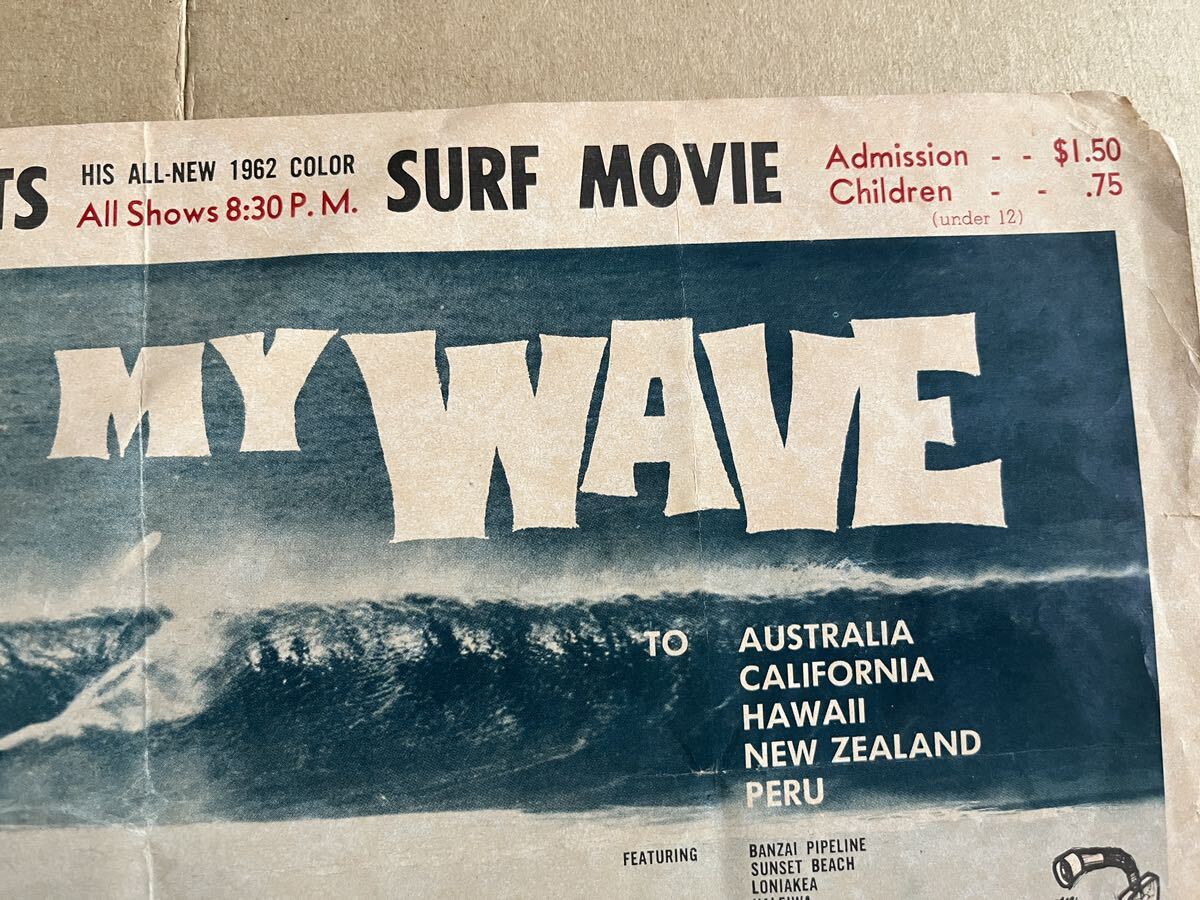 TS HIS ALL-NEW 1962 COLOR SURF MOVIE Admission - - $1.50
All Shows 8:30 P. M. Children - - .75
(under 12)
MY WAVE
TO AUSTRALIA
CALIFORNIA
HAWAII
NEW ZEALAND
PERU
FEATURING BANZAI PIPELINE
SUNSET BEACH
LONIAKEA